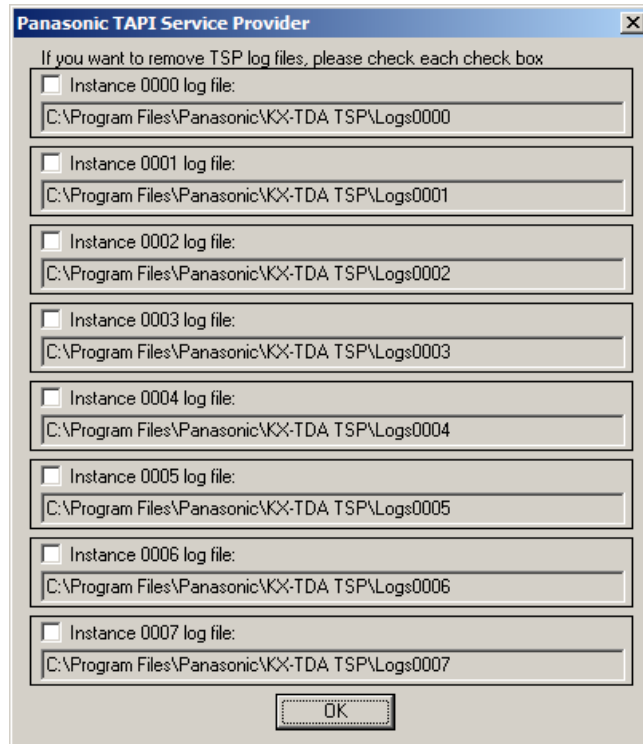 Panasonic TAPI Service Provider
If you want to remove TSP log files, please check each check box
Instance 0000 log file:
C:\Program Files\Panasonic\KX-TDA TSP\Logs0000
Instance 0001 log file:
C:\Program Files\Panasonic\KX-TDA TSP\Logs0001
Instance 0002 log file:
C:\Program Files\Panasonic\KX-TDA TSP\Logs0002
Instance 0003 log file:
C:\Program Files\Panasonic\KX-TDA TSP\Logs0003
Instance 0004 log file:
C:\Program Files\Panasonic\KX-TDA TSP\Logs0004
Instance 0005 log file:
C:\Program Files\Panasonic\KX-TDA TSP\Logs0005
Instance 0006 log file:
C:\Program Files\Panasonic\KX-TDA TSP\Logs0006
Instance 0007 log file:
C:\Program Files\Panasonic\KX-TDA TSP\Logs0007
OK